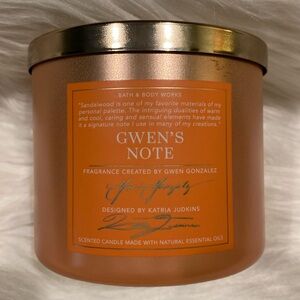 BATH & BODY WORKS
"Sandalwood is one of my favorite materials of my
personal palette. The intriguing dualities of warm
and cool, caring and sensual elements have made
it a signature note I use in many of my creations."
GWEN'S
NOTE
FRAGRANCE CREATED BY GWEN GONZALEZ
DESIGNED BY KATRIA JUDKINS
SCENTED CANDLE MADE WITH NATURAL ESSENTIAL OILS